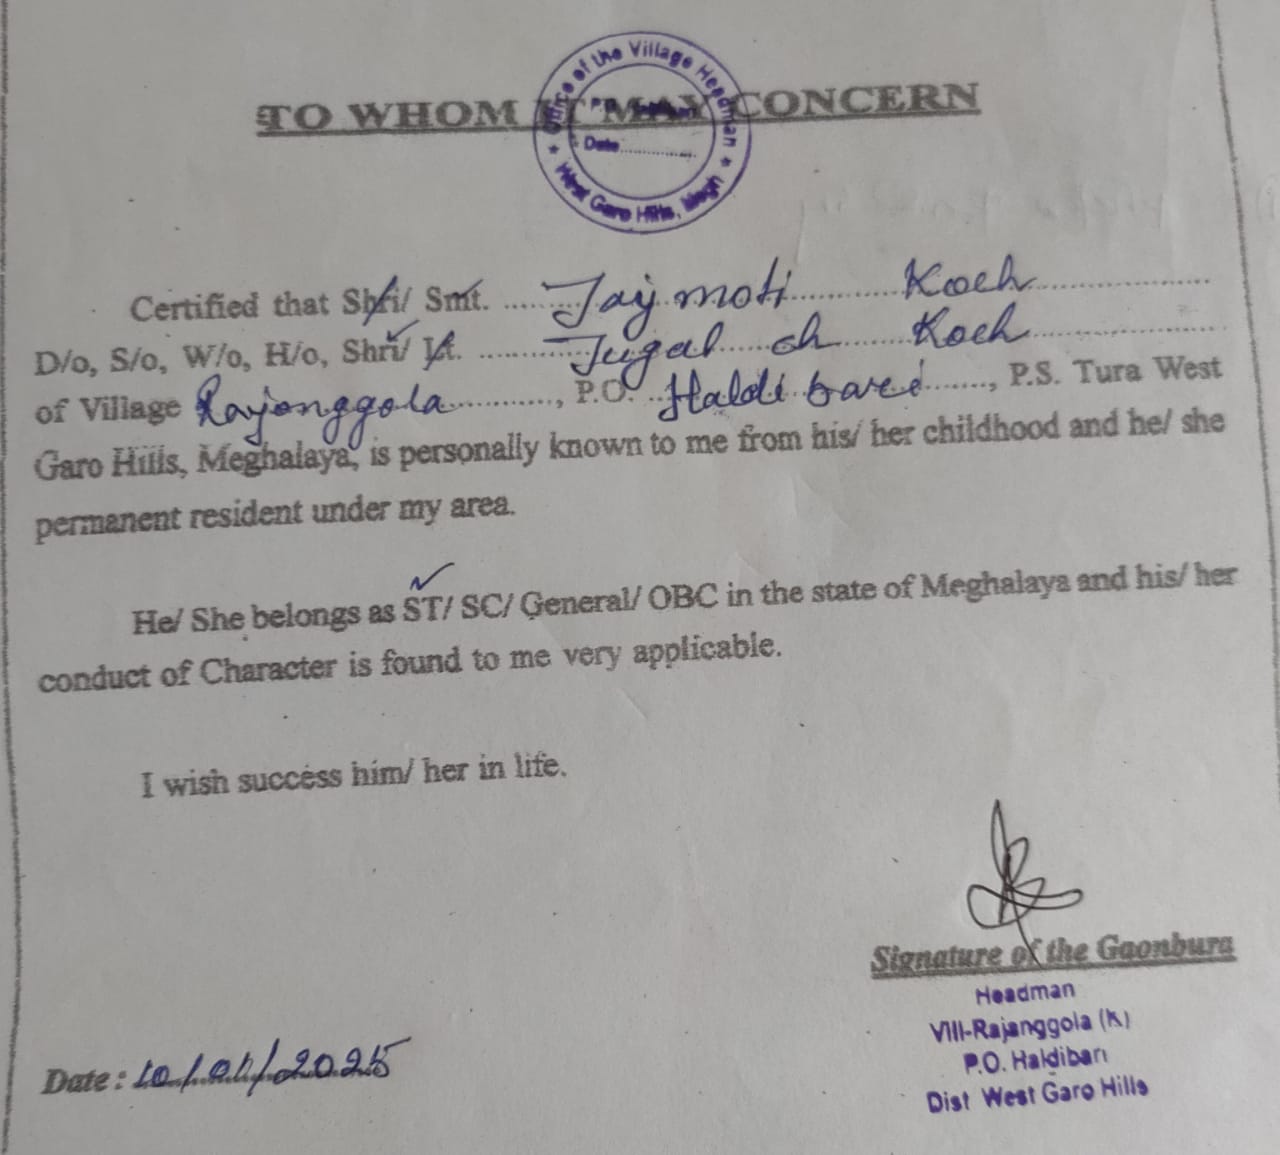 TO WHOM IT MAY CONCERN
Office of the Village Headman
Date..............
West Garo Hills, Megh
Certified that Shri/ Smt. Jaymoti Koch
D/o, S/o, W/o, H/o, Shri/ Lt. Jugal ch Koch
of Village Rajonggola, P.O. Haldibari, P.S. Tura West
Garo Hills, Meghalaya, is personally known to me from his/ her childhood and he/ she
permanent resident under my area.
He/ She belongs as ST/ SC/ General/ OBC in the state of Meghalaya and his/ her
conduct of Character is found to me very applicable.
I wish success him/ her in life.
Signature of the Gaonbura
Headman
Vill-Rajanggola (K)
P.O. Haldibari
Dist West Garo Hills
Date : 10/04/2025